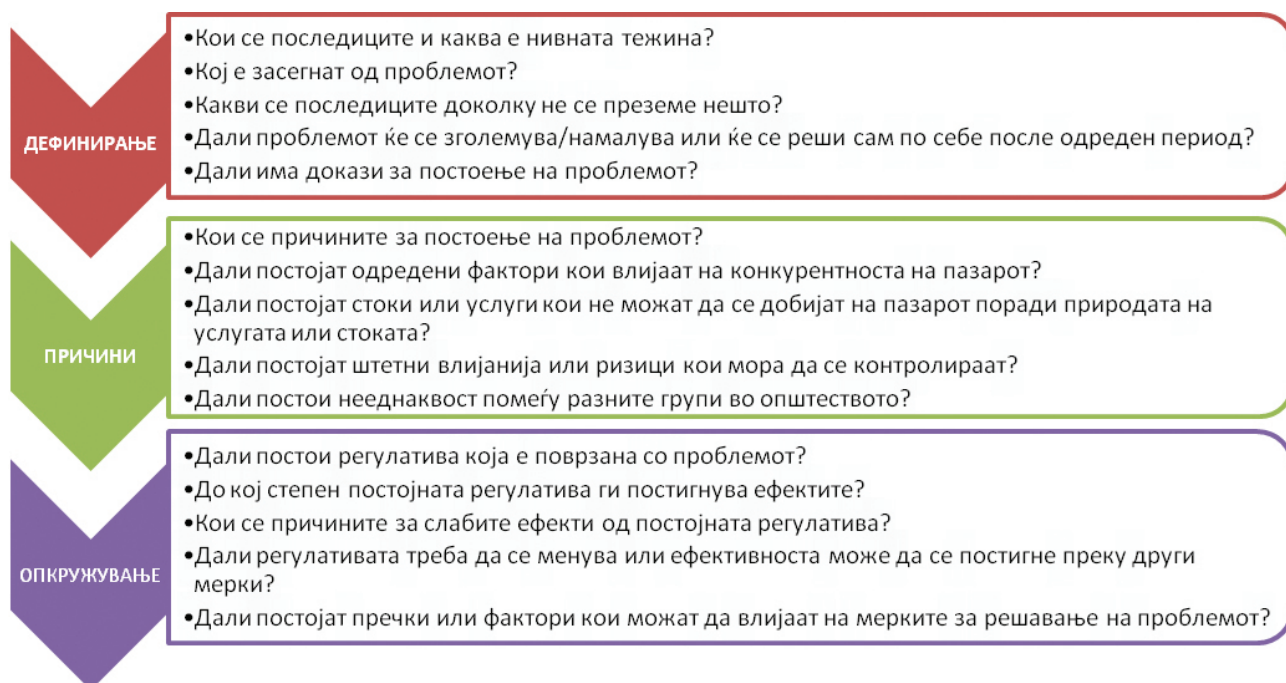 ДЕФИНИРАЊЕ
•Кои се последиците и каква е нивната тежина?
•Кој е засегнат од проблемот?
•Какви се последиците доколку не се преземе нешто?
•Дали проблемот ќе се зголемува/намалува или ќе се реши сам по себе после одреден период?
•Дали има докази за постоење на проблемот?
ПРИЧИНИ
•Кои се причините за постоење на проблемот?
•Дали постојат одредени фактори кои влијаат на конкурентноста на пазарот?
•Дали постојат стоки или услуги кои не можат да се добијат на пазарот поради природата на
услугата или стоката?
•Дали постојат штетни влијанија или ризици кои мора да се контролираат?
•Дали постои нееднаквост помеѓу разните групи во општеството?
ОПКРУЖУВАЊЕ
•Дали постои регулатива која е поврзана со проблемот?
•До кој степен постојната регулатива ги постигнува ефектите?
•Кои се причините за слабите ефекти од постојната регулатива?
•Дали регулативата треба да се менува или ефективноста може да се постигне преку други
мерки?
•Дали постојат пречки или фактори кои можат да влијаат на мерките за решавање на проблемот?